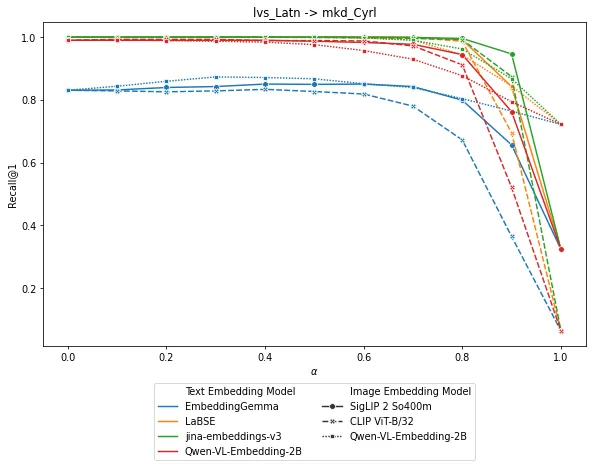 lvs_Latn -> mkd_Cyrl
Recall@1
1.0
0.8
0.6
0.4
0.2
0.0 0.2 0.4 0.6 0.8 1.0
α
Text Embedding Model
EmbeddingGemma
LaBSE
jina-embeddings-v3
Qwen-VL-Embedding-2B
Image Embedding Model
SigLIP 2 So400m
CLIP ViT-B/32
Qwen-VL-Embedding-2B